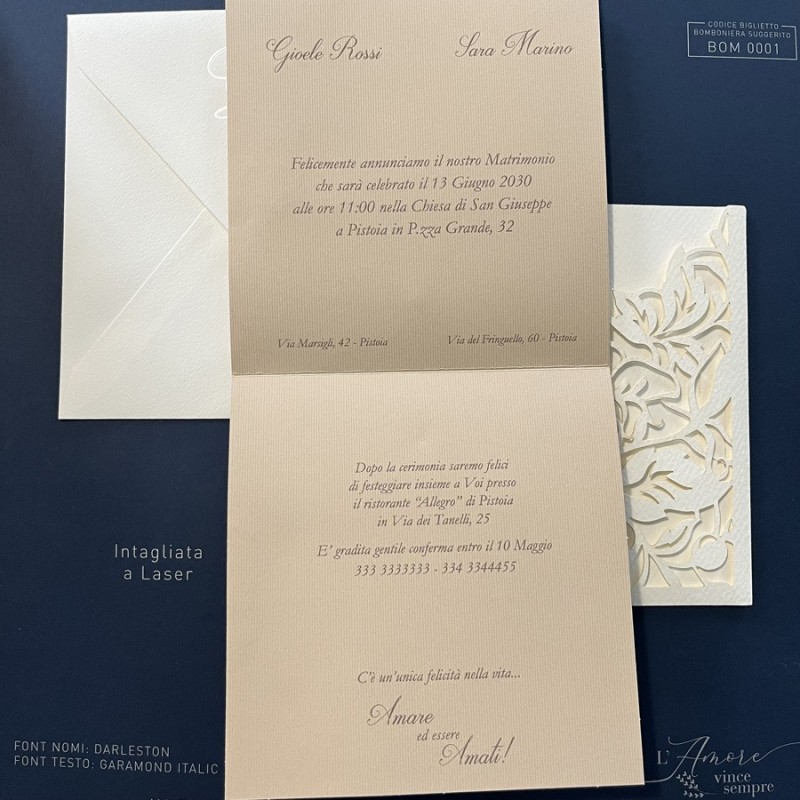 CODICE BIGLIETTO
BOMBONIERA SUGGERITO
BOM 0001
Gioele Rossi Sara Marino
Felicemente annunciamo il nostro Matrimonio
che sarà celebrato il 13 Giugno 2030
alle ore 11:00 nella Chiesa di San Giuseppe
a Pistoia in P.zza Grande, 32
Via Marsigli, 42 - Pistoia Via del Fringuello, 60 - Pistoia
Dopo la cerimonia saremo felici
di festeggiare insieme a Voi presso
il ristorante “Allegro” di Pistoia
in Via dei Tanelli, 25
E' gradita gentile conferma entro il 10 Maggio
333 3333333 - 334 3344455
Intagliata
a Laser
C'è un'unica felicità nella vita...
Amare
ed essere
Amati!
FONT NOMI: DARLESTON
FONT TESTO: GARAMOND ITALIC
L'Amore
vince
sempre